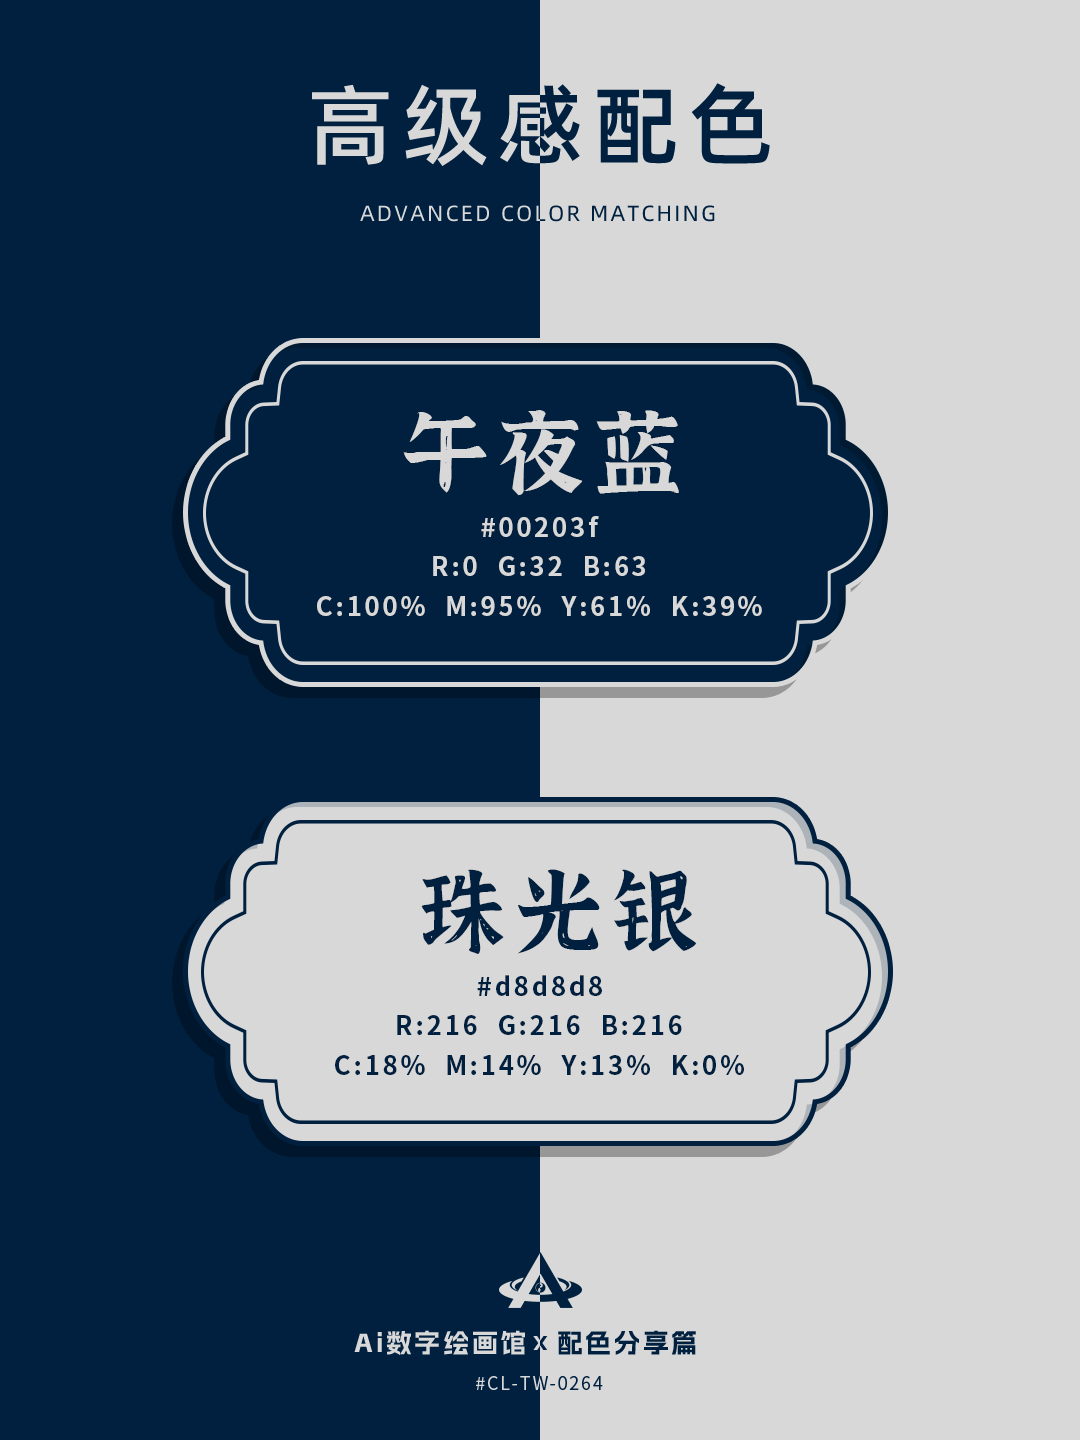 高级感配色
ADVANCED COLOR MATCHING
午夜蓝
#00203f
R:0 G:32 B:63
C:100% M:95% Y:61% K:39%
珠光银
#d8d8d8
R:216 G:216 B:216
C:18% M:14% Y:13% K:0%
Ai数字绘画馆 x 配色分享篇
#CL-TW-0264